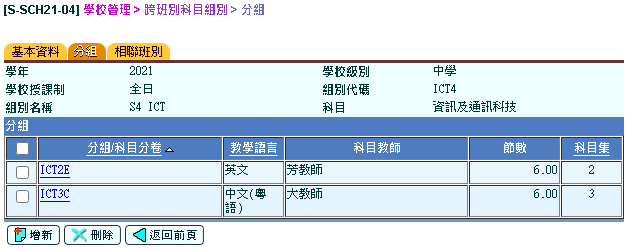 [S-SCH21-04] 學校管理 > 跨班別科目組別 > 分組
基本資料 分組 相聯班別
學年 2021 學校級別 中學
學校授課制 全日 組別代碼 ICT4
組別名稱 S4 ICT 科目 資訊及通訊科技
分組
分組/科目分卷 教學語言 科目教師 節數 科目集
ICT2E 英文 芳教師 6.00 2
ICT3C 中文(粵語) 大教師 6.00 3
增新 刪除 返回前頁